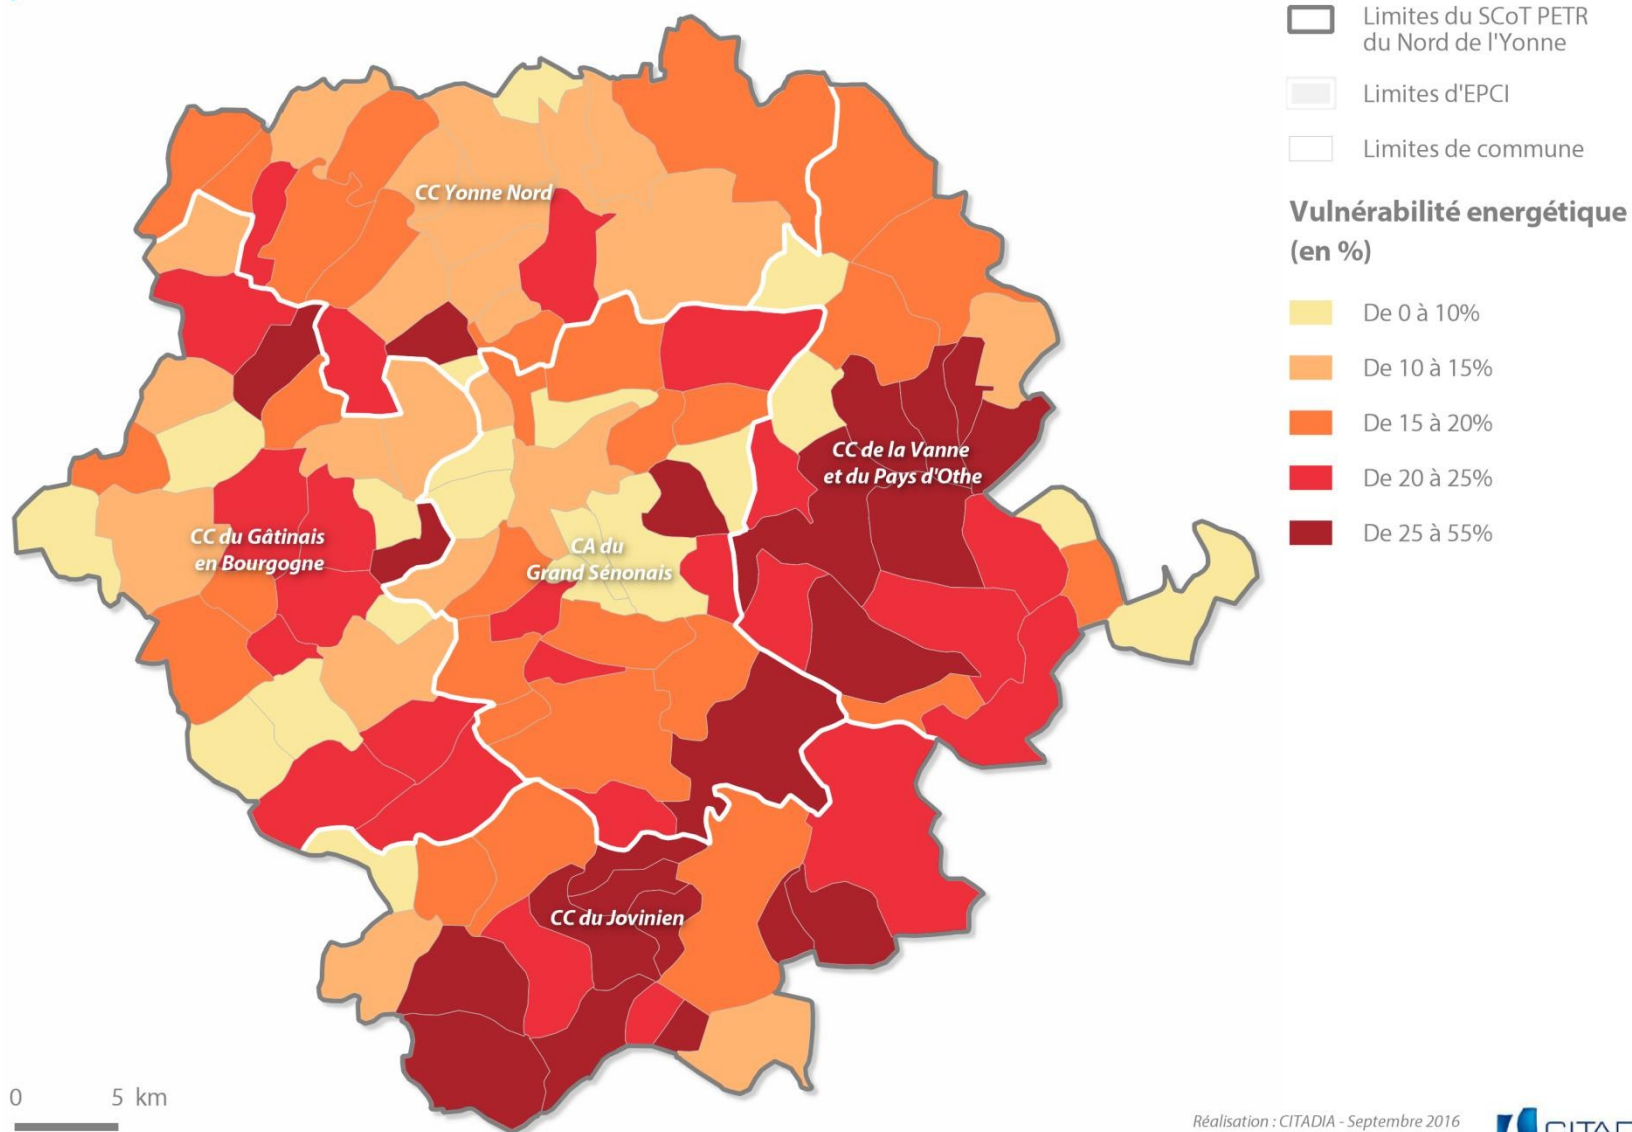 Limites du SCoT PETR
du Nord de l'Yonne
Limites d'EPCI
Limites de commune
Vulnérabilité energétique
(en %)
De 0 à 10%
De 10 à 15%
De 15 à 20%
De 20 à 25%
De 25 à 55%
CC Yonne Nord
CC de la Vanne
et du Pays d'Othe
CC du Gâtinais
en Bourgogne
CA du
Grand Sénonais
CC du Jovinien
0 5 km
Réalisation : CITADIA - Septembre 2016